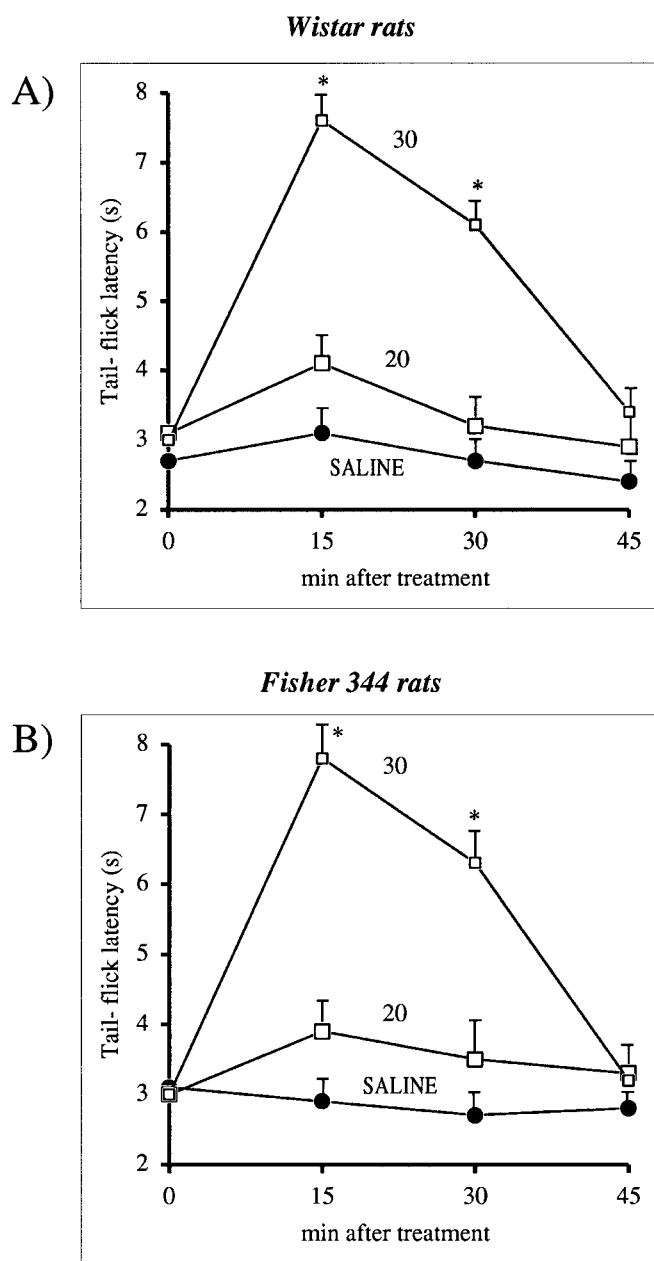 Wistar rats
A)
Tail- flick latency (s)
8
7
6
5
4
3
2
*
30
*
20
SALINE
0 15 30 45
min after treatment
Fisher 344 rats
B)
Tail- flick latency (s)
8
7
6
5
4
3
2
*
30
*
20
SALINE
0 15 30 45
min after treatment